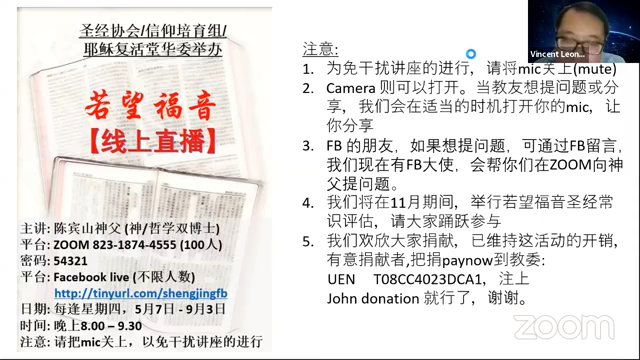 圣经协会/信仰培育组/
耶稣复活堂华委举办
若望福音
【线上直播】
主讲: 陈宾山神父 (神/哲学双博士)
平台: ZOOM 823-1874-4555 (100人)
密码: 54321
平台: Facebook live (不限人数)
http://tinyurl.com/shengjingfb
日期: 每逢星期四，5月7日 - 9月3日
时间: 晚上8.00 – 9.30
注意: 请把mic关上，以免干扰讲座的进行
注意:
1. 为免干扰讲座的进行，请将mic关上(mute)
2. Camera 则可以打开。当教友想提问题或分
享，我们会在适当的时机打开你的mic，让
你分享
3. FB 的朋友，如果想提问题，可通过FB留言，
我们现在有FB大使，会帮你们在ZOOM向神
父提问题。
4. 我们将在11月期间，举行若望福音圣经常
识评估，请大家踊跃参与
5. 我们欢欣大家捐献，已维持这活动的开销，
有意捐献者,把捐paynow到教委:
UEN T08CC4023DCA1，注上
John donation 就行了，谢谢。
Vincent Leon...
zoom